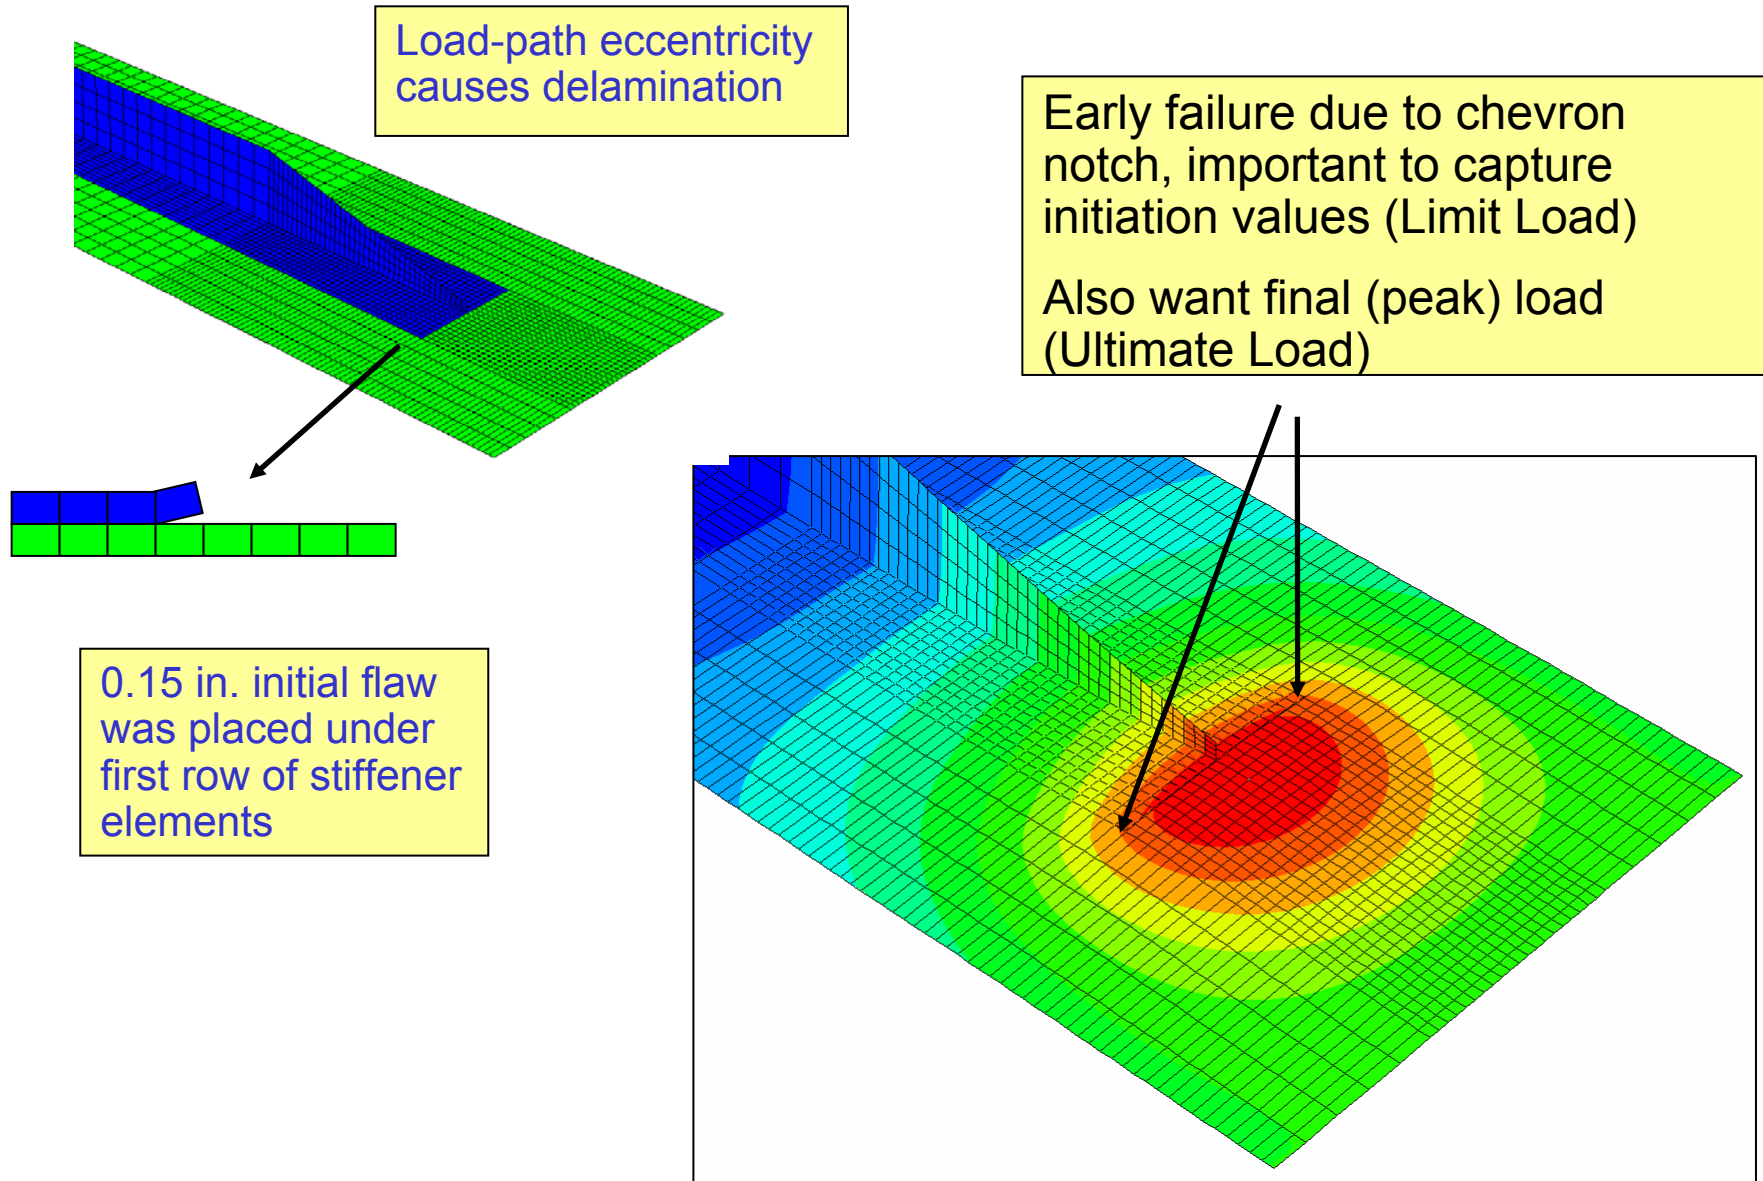 Load-path eccentricity
causes delamination
Early failure due to chevron
notch, important to capture
initiation values (Limit Load)
Also want final (peak) load
(Ultimate Load)
0.15 in. initial flaw
was placed under
first row of stiffener
elements